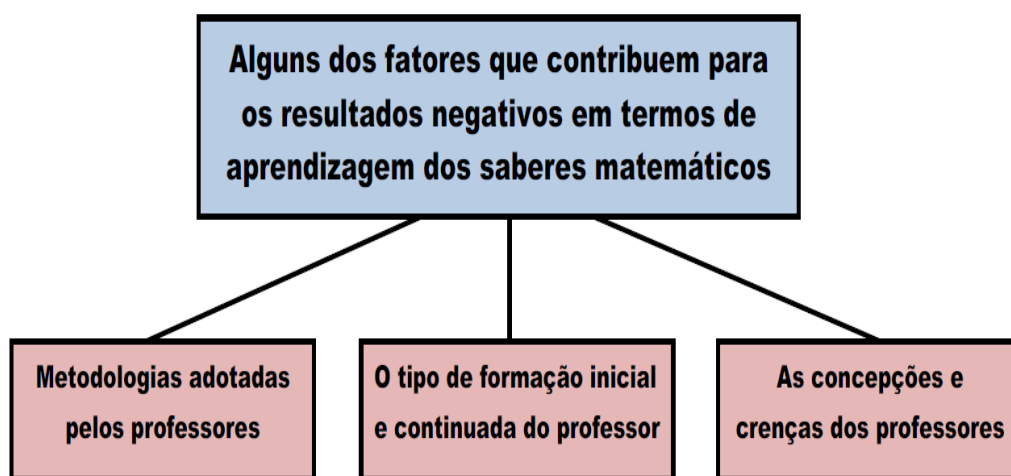 Alguns dos fatores que contribuem para
os resultados negativos em termos de
aprendizagem dos saberes matemáticos
Metodologias adotadas
pelos professores
O tipo de formação inicial
e continuada do professor
As concepções e
crenças dos professores